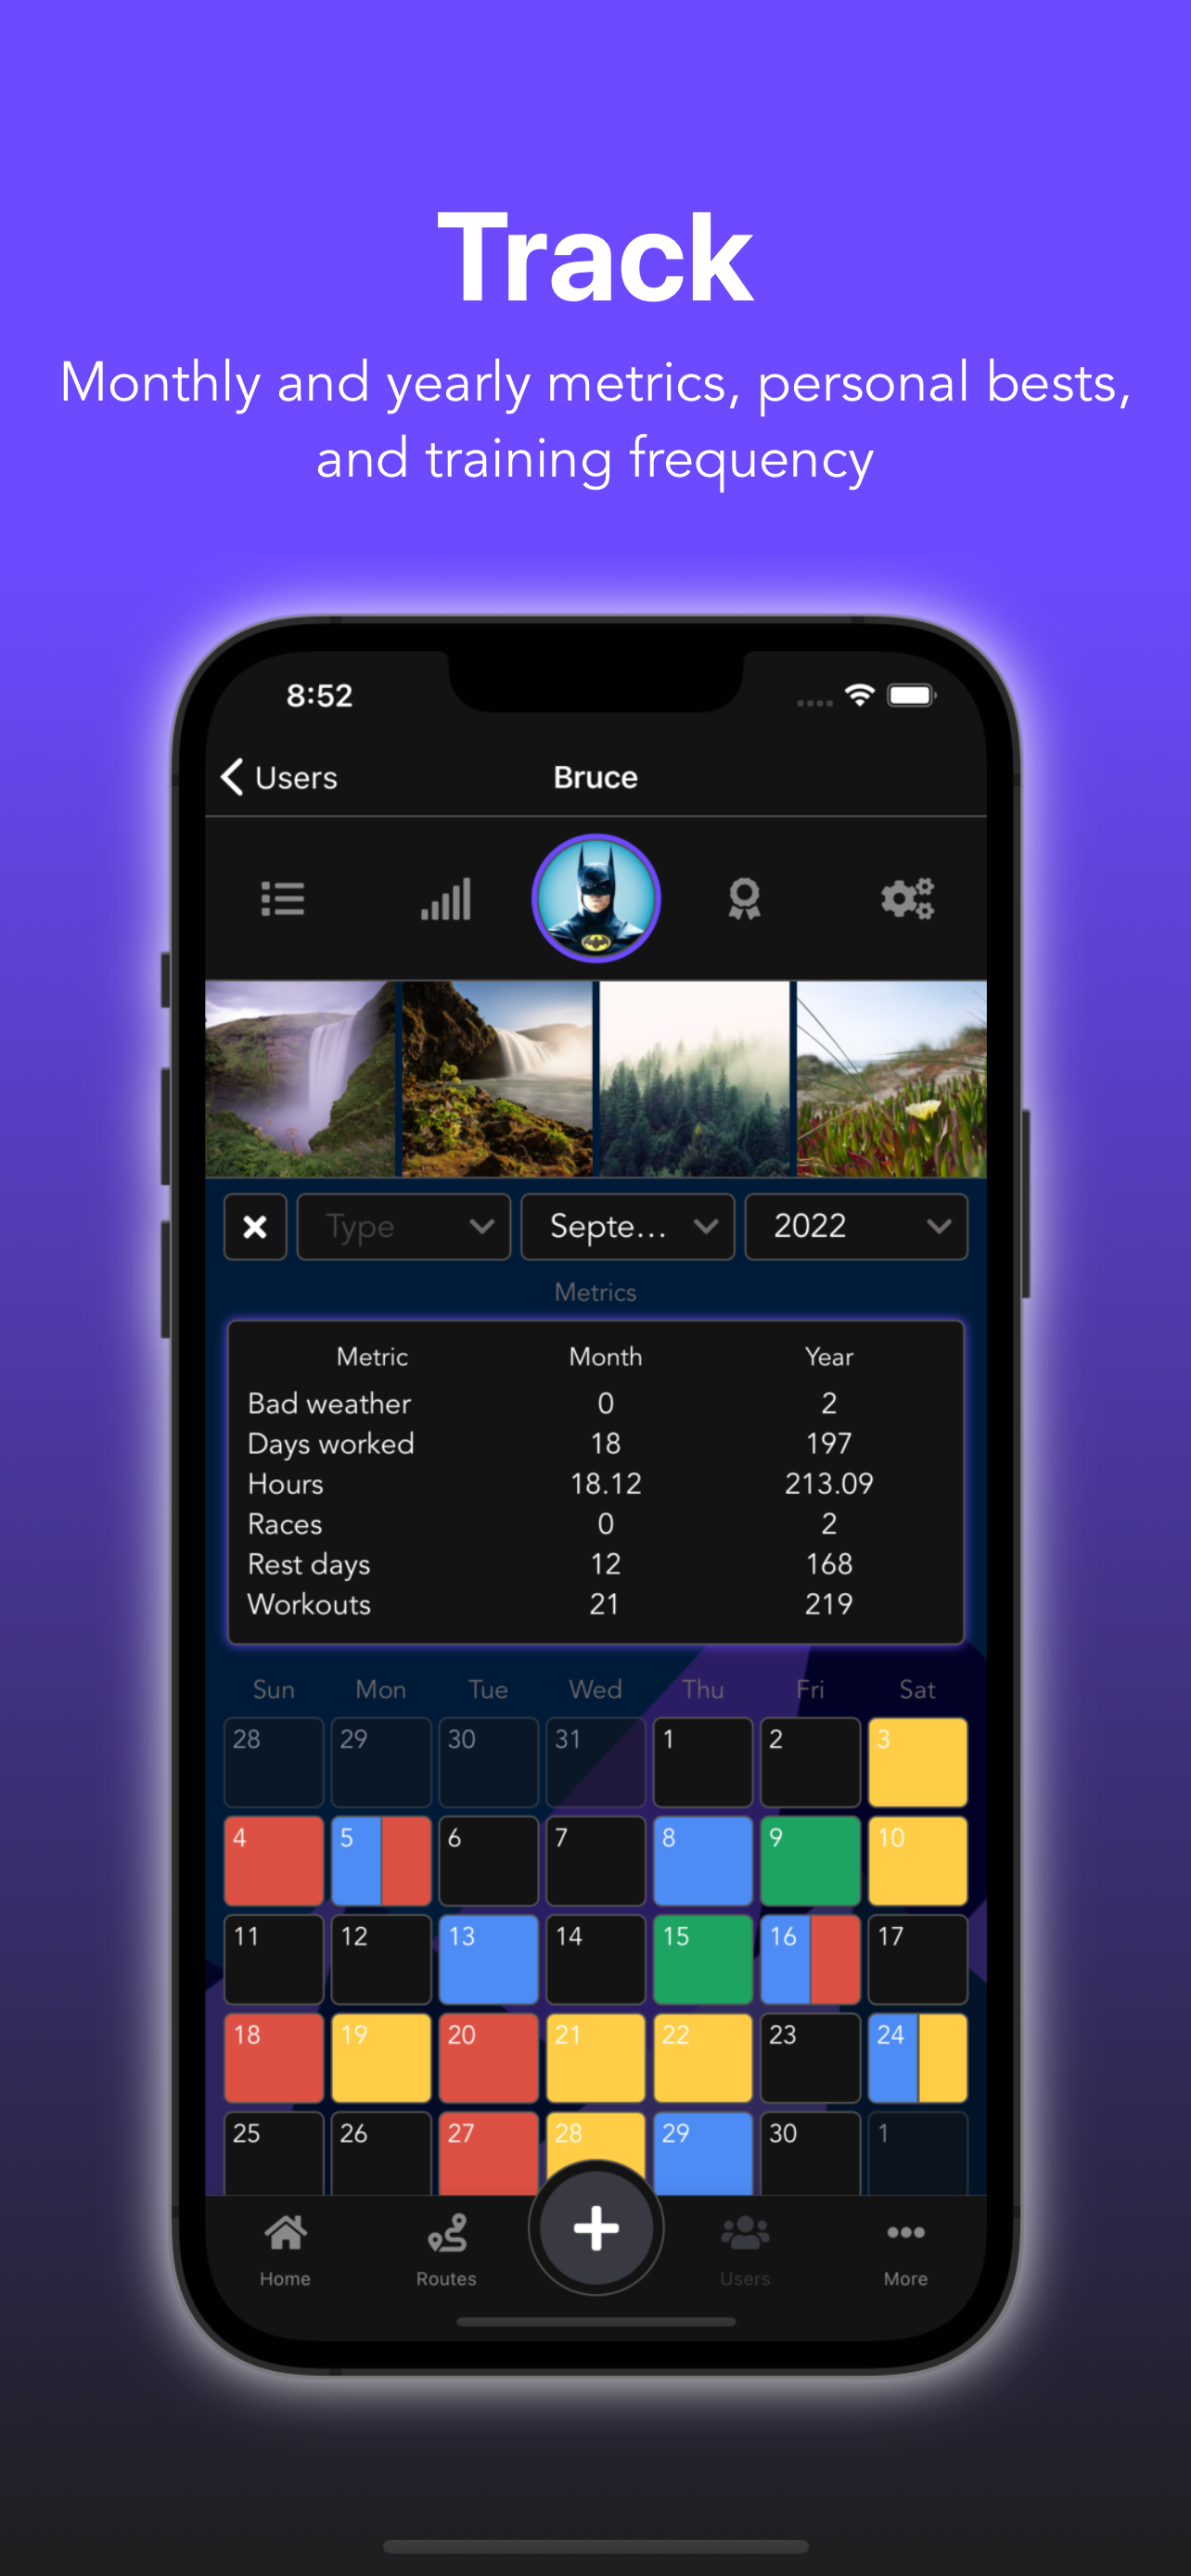 Track
Monthly and yearly metrics, personal bests,
and training frequency
8:52
Users
Bruce
Type
Septe...
2022
Metrics
Metric Month Year
Bad weather 0 2
Days worked 18 197
Hours 18.12 213.09
Races 0 2
Rest days 12 168
Workouts 21 219
Sun Mon Tue Wed Thu Fri Sat
28 29 30 31 1 2 3
4 5 6 7 8 9 10
11 12 13 14 15 16 17
18 19 20 21 22 23 24
25 26 27 28 29 30 1
Home Routes Users More